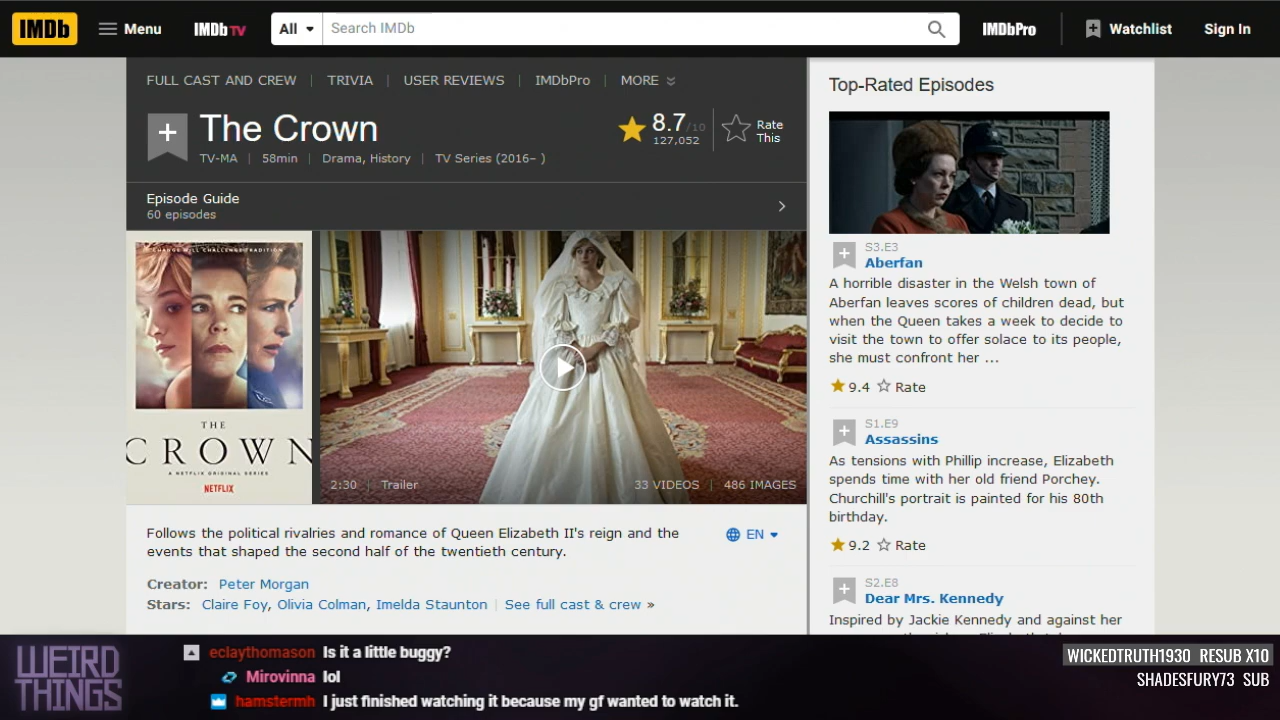 IMDb
Menu
IMDb TV
All
Search IMDb
IMDbPro
Watchlist
Sign In
FULL CAST AND CREW | TRIVIA | USER REVIEWS | IMDbPro | MORE
+
The Crown
TV-MA | 58min | Drama, History | TV Series (2016– )
8.7/10
127,052
Rate
This
Episode Guide
60 episodes
CHANGE WILL CHALLENGE TRADITION
THE
CROWN
A NETFLIX ORIGINAL SERIES
NETFLIX
2:30 | Trailer
33 VIDEOS | 486 IMAGES
Follows the political rivalries and romance of Queen Elizabeth II's reign and the
events that shaped the second half of the twentieth century.
EN
Creator: Peter Morgan
Stars: Claire Foy, Olivia Colman, Imelda Staunton | See full cast & crew »
Top-Rated Episodes
S3.E3
Aberfan
A horrible disaster in the Welsh town of
Aberfan leaves scores of children dead, but
when the Queen takes a week to decide to
visit the town to offer solace to its people,
she must confront her ...
9.4 Rate
S1.E9
Assassins
As tensions with Phillip increase, Elizabeth
spends time with her old friend Porchey.
Churchill's portrait is painted for his 80th
birthday.
9.2 Rate
S2.E8
Dear Mrs. Kennedy
Inspired by Jackie Kennedy and against her
WEIRD
THINGS
eclaythomason Is it a little buggy?
Mirovinna lol
hamstermh I just finished watching it because my gf wanted to watch it.
WICKEDTRUTH1930 RESUB X10
SHADESFURY73 SUB